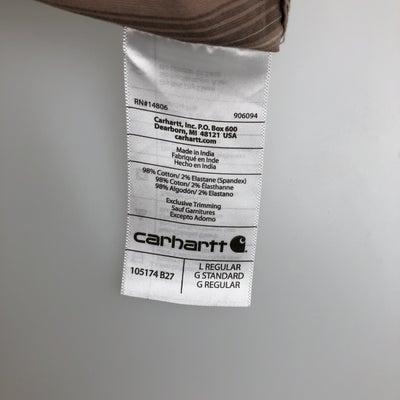 RN#14806 906094
Carhartt, Inc. P.O. Box 600
Dearborn, MI 48121 USA
carhartt.com
Made in India
Fabriqué en Inde
Hecho en India
98% Cotton/ 2% Elastane (Spandex)
98% Coton/ 2% Élasthanne
98% Algodón/ 2% Elastano
Exclusive Trimming
Sauf Garnitures
Excepto Adorno
carhartt
105174 B27
L REGULAR
G STANDARD
G REGULAR